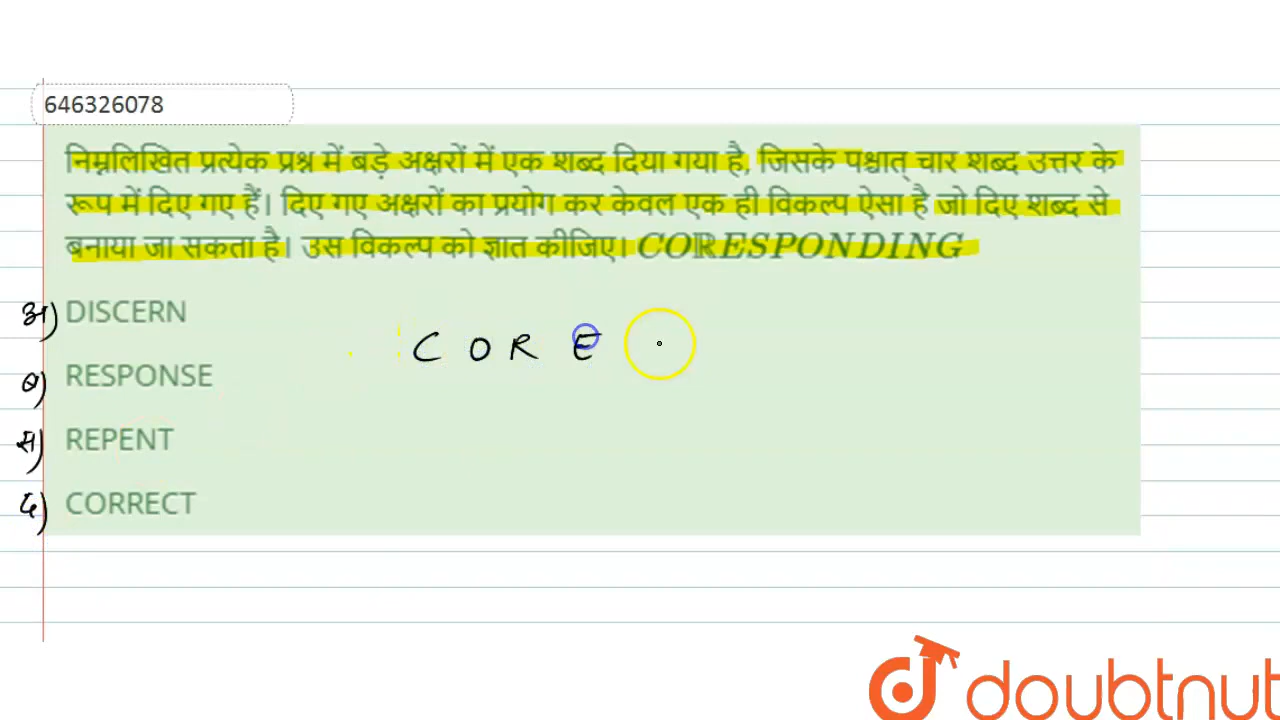 646326078
निम्नलिखित प्रत्येक प्रश्न में बड़े अक्षरों में एक शब्द दिया गया है, जिसके पश्चात् चार शब्द उत्तर के
रूप में दिए गए हैं। दिए गए अक्षरों का प्रयोग कर केवल एक ही विकल्प ऐसा है जो दिए शब्द से
बनाया जा सकता है। उस विकल्प को ज्ञात कीजिए। CORESPONDING
अ) DISCERN
C O R E
ब) RESPONSE
स) REPENT
द) CORRECT
doubtnut